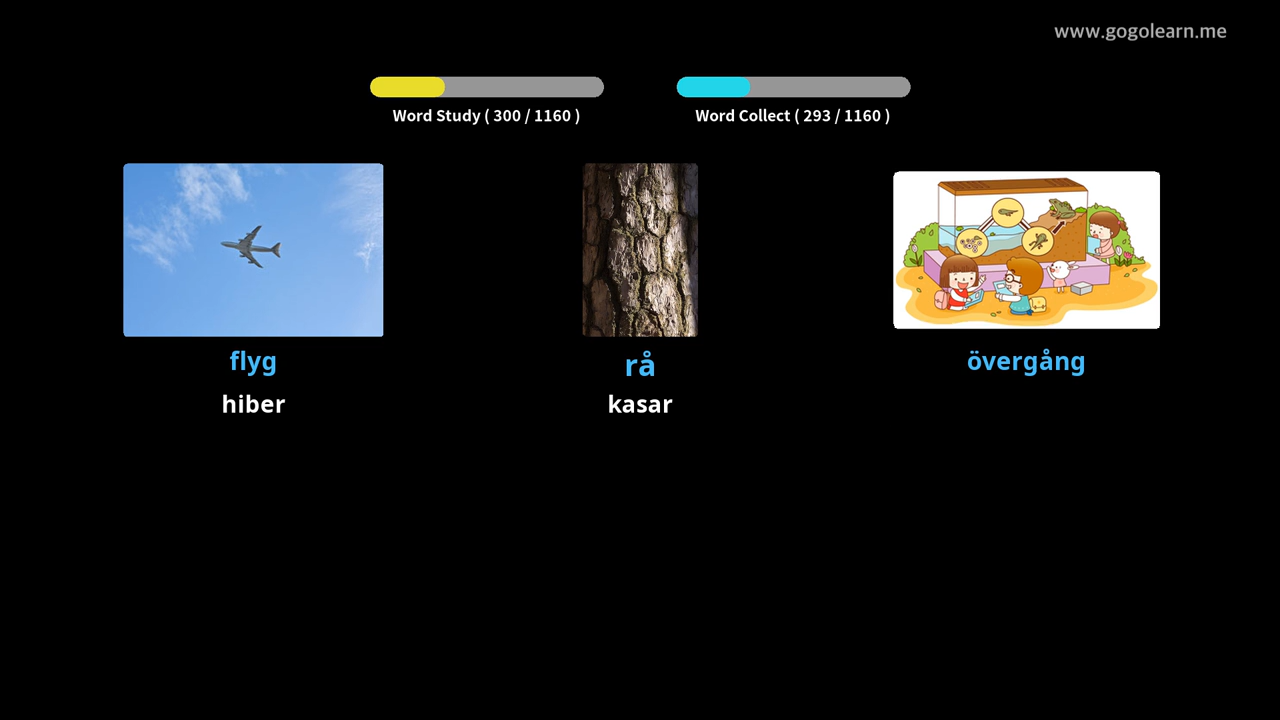 www.gogolearn.me
Word Study ( 300 / 1160 )
Word Collect ( 293 / 1160 )
flyg
rå
övergång
hiber
kasar